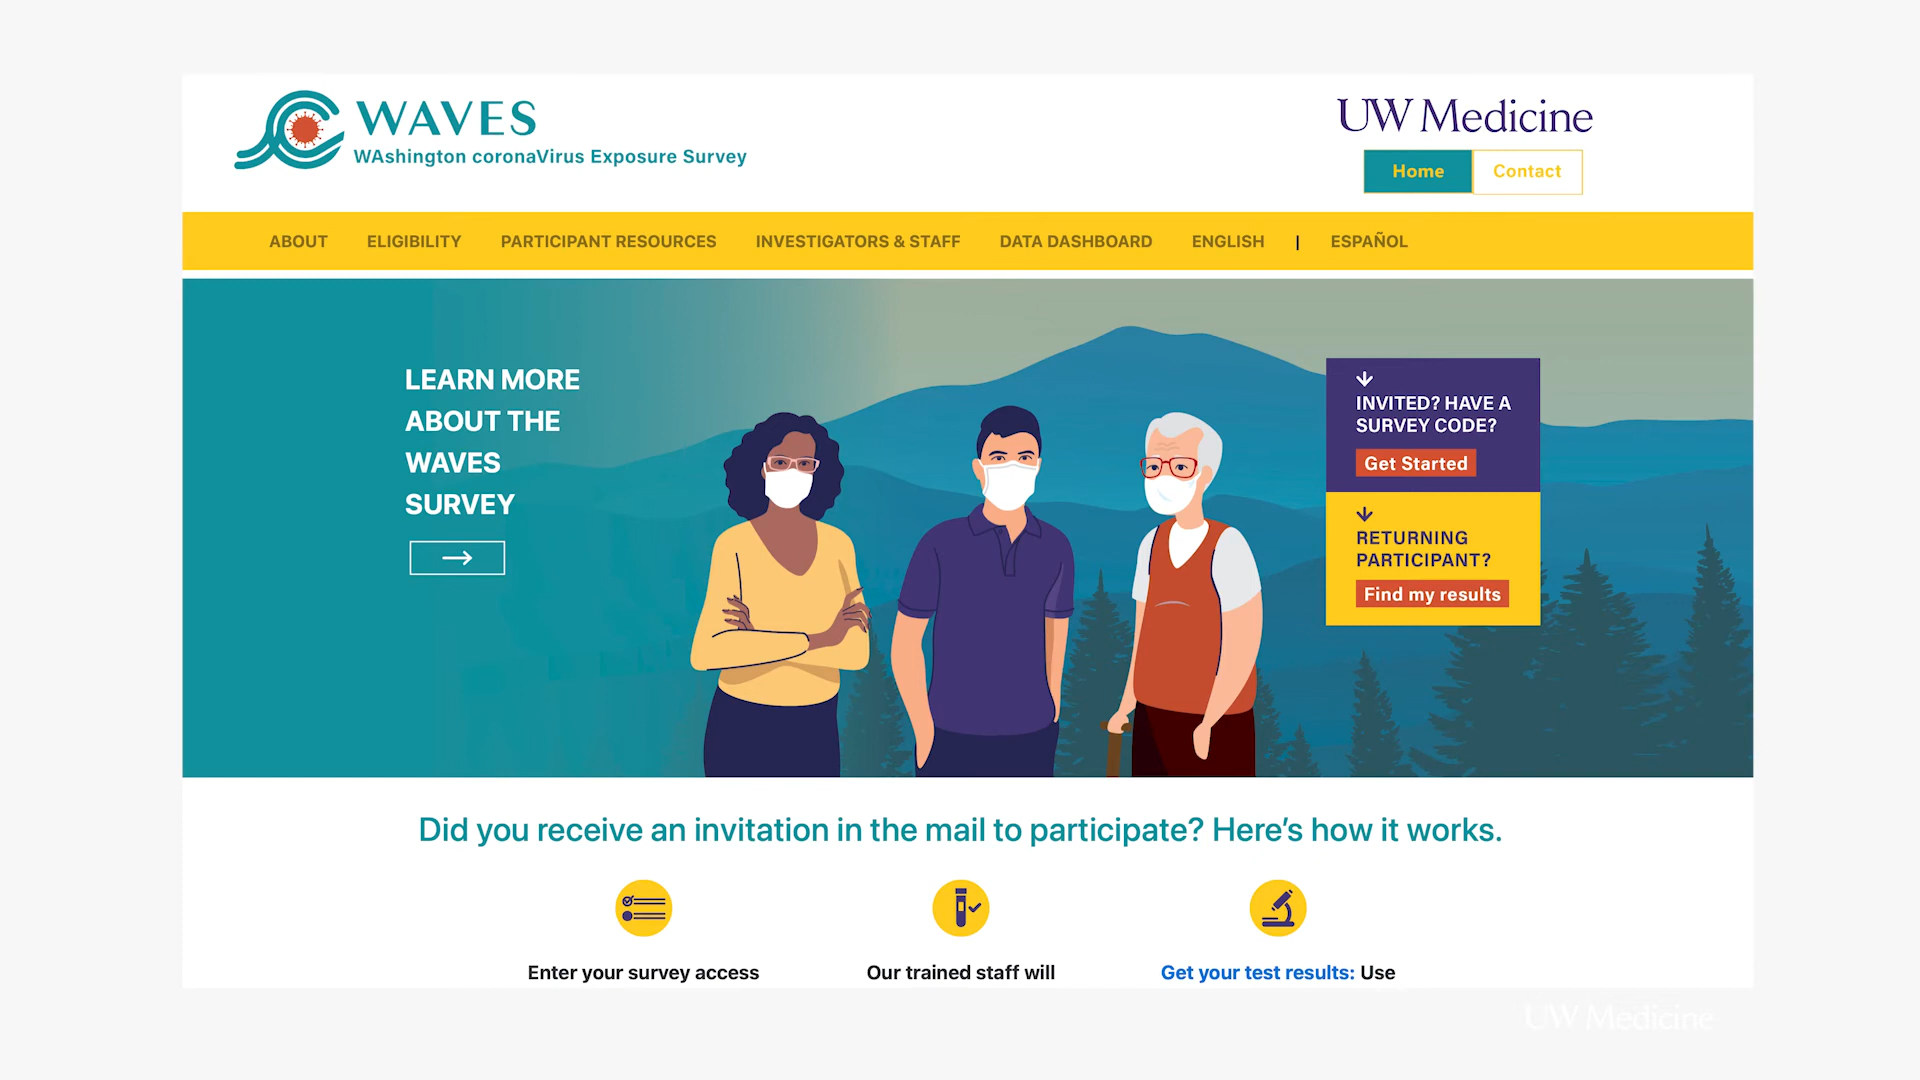 WAVES
WAshington coronaVirus Exposure Survey
UW Medicine
Home
Contact
ABOUT
ELIGIBILITY
PARTICIPANT RESOURCES
INVESTIGATORS & STAFF
DATA DASHBOARD
ENGLISH | ESPAÑOL
LEARN MORE
ABOUT THE
WAVES
SURVEY
INVITED? HAVE A
SURVEY CODE?
Get Started
RETURNING
PARTICIPANT?
Find my results
Did you receive an invitation in the mail to participate? Here's how it works.
Enter your survey access
Our trained staff will
Get your test results: Use
UW Medicine